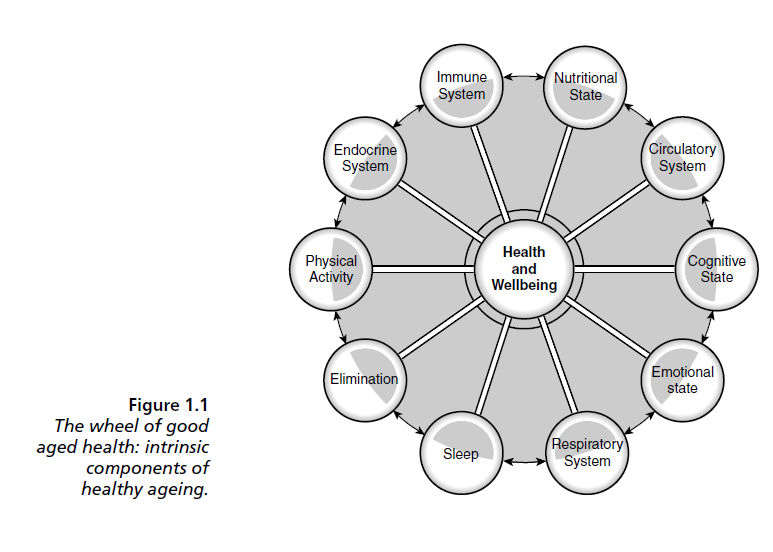 Immune
System
Nutritional
State
Endocrine
System
Circulatory
System
Physical
Activity
Health
and
Wellbeing
Cognitive
State
Elimination
Emotional
state
Sleep
Respiratory
System
Figure 1.1
The wheel of good
aged health: intrinsic
components of
healthy ageing.